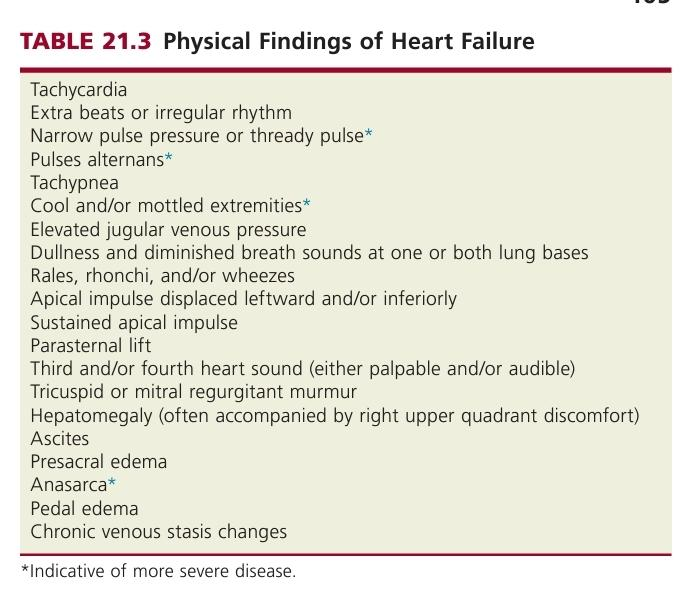 TABLE 21.3 Physical Findings of Heart Failure
Tachycardia
Extra beats or irregular rhythm
Narrow pulse pressure or thready pulse*
Pulses alternans*
Tachypnea
Cool and/or mottled extremities*
Elevated jugular venous pressure
Dullness and diminished breath sounds at one or both lung bases
Rales, rhonchi, and/or wheezes
Apical impulse displaced leftward and/or inferiorly
Sustained apical impulse
Parasternal lift
Third and/or fourth heart sound (either palpable and/or audible)
Tricuspid or mitral regurgitant murmur
Hepatomegaly (often accompanied by right upper quadrant discomfort)
Ascites
Presacral edema
Anasarca*
Pedal edema
Chronic venous stasis changes
*Indicative of more severe disease.